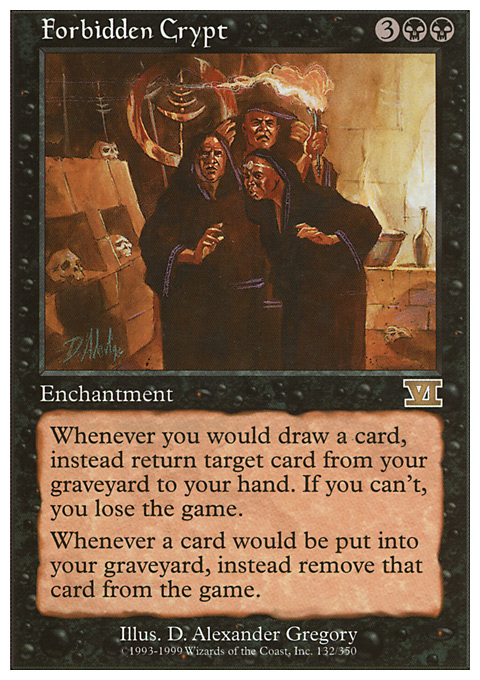 Forbidden Crypt 3
Enchantment VI
Whenever you would draw a card,
instead return target card from your
graveyard to your hand. If you can't,
you lose the game.
Whenever a card would be put into
your graveyard, instead remove that
card from the game.
Illus. D. Alexander Gregory
©1993-1999 Wizards of the Coast, Inc. 132/350